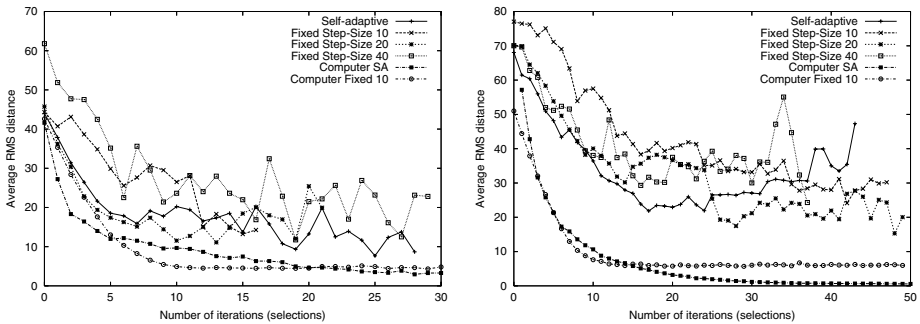 70
60
50
40
30
20
10
0
0
5
10
15
20
25
30
Average RMS distance
Number of iterations (selections)
Self-adaptive
Fixed Step-Size 10
Fixed Step-Size 20
Fixed Step-Size 40
Computer SA
Computer Fixed 10
80
70
60
50
40
30
20
10
0
0
10
20
30
40
50
Average RMS distance
Number of iterations (selections)
Self-adaptive
Fixed Step-Size 10
Fixed Step-Size 20
Fixed Step-Size 40
Computer SA
Computer Fixed 10